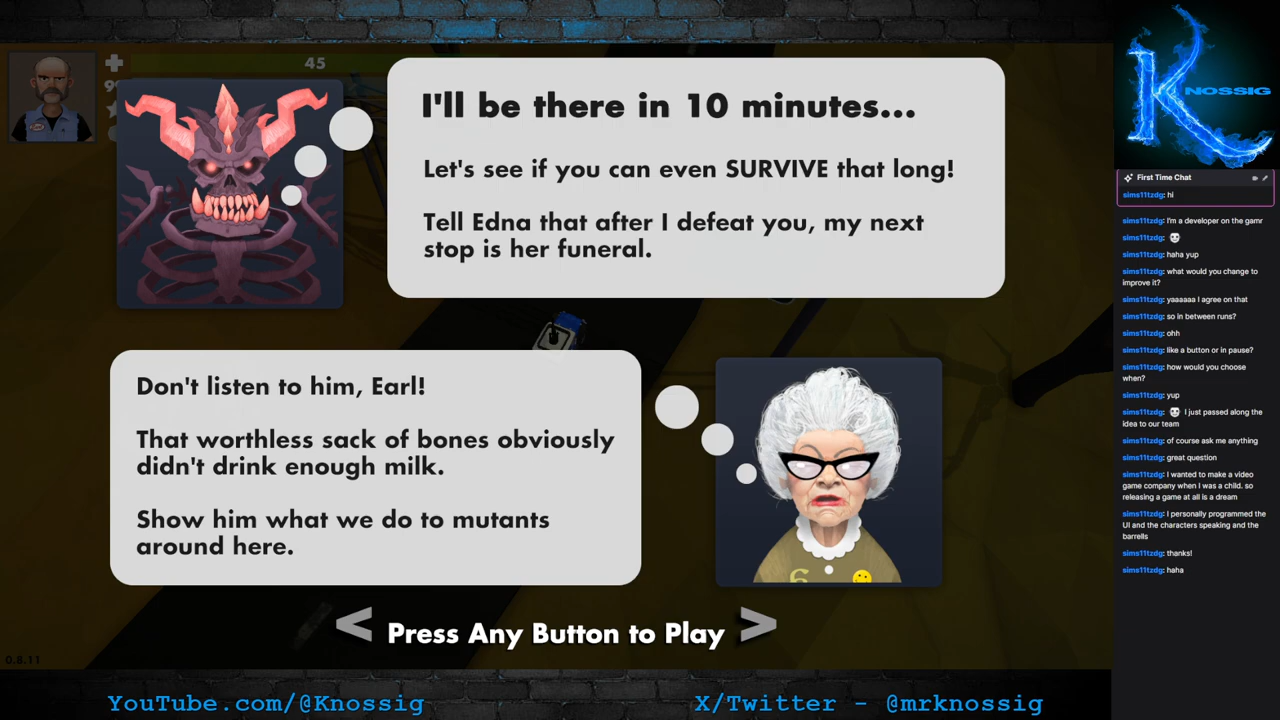 45
I'll be there in 10 minutes...
Let's see if you can even SURVIVE that long!
Tell Edna that after I defeat you, my next
stop is her funeral.
Don't listen to him, Earl!
That worthless sack of bones obviously
didn't drink enough milk.
Show him what we do to mutants
around here.
6
< Press Any Button to Play >
0.8.11
YouTube.com/@Knossig
X/Twitter - @mrknossig
KNOSSIG
First Time Chat
sims11tzdg: hi
sims11tzdg: I'm a developer on the gamr
sims11tzdg:
sims11tzdg: haha yup
sims11tzdg: what would you change to
improve it?
sims11tzdg: yaaaaaa I agree on that
sims11tzdg: so in between runs?
sims11tzdg: ohh
sims11tzdg: like a button or in pause?
sims11tzdg: how would you choose
when?
sims11tzdg: yup
sims11tzdg: I just passed along the
idea to our team
sims11tzdg: of course ask me anything
sims11tzdg: great question
sims11tzdg: I wanted to make a video
game company when I was a child. so
releasing a game at all is a dream
sims11tzdg: I personally programmed the
UI and the characters speaking and the
barrells
sims11tzdg: thanks!
sims11tzdg: haha